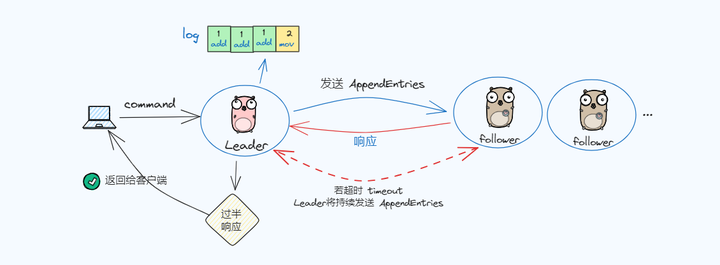 log
1 1 1 2
add add add mov
command
发送 AppendEntries
Leader
响应
follower
follower
...
返回给客户端
过半
响应
若超时 timeout
Leader将持续发送 AppendEntries